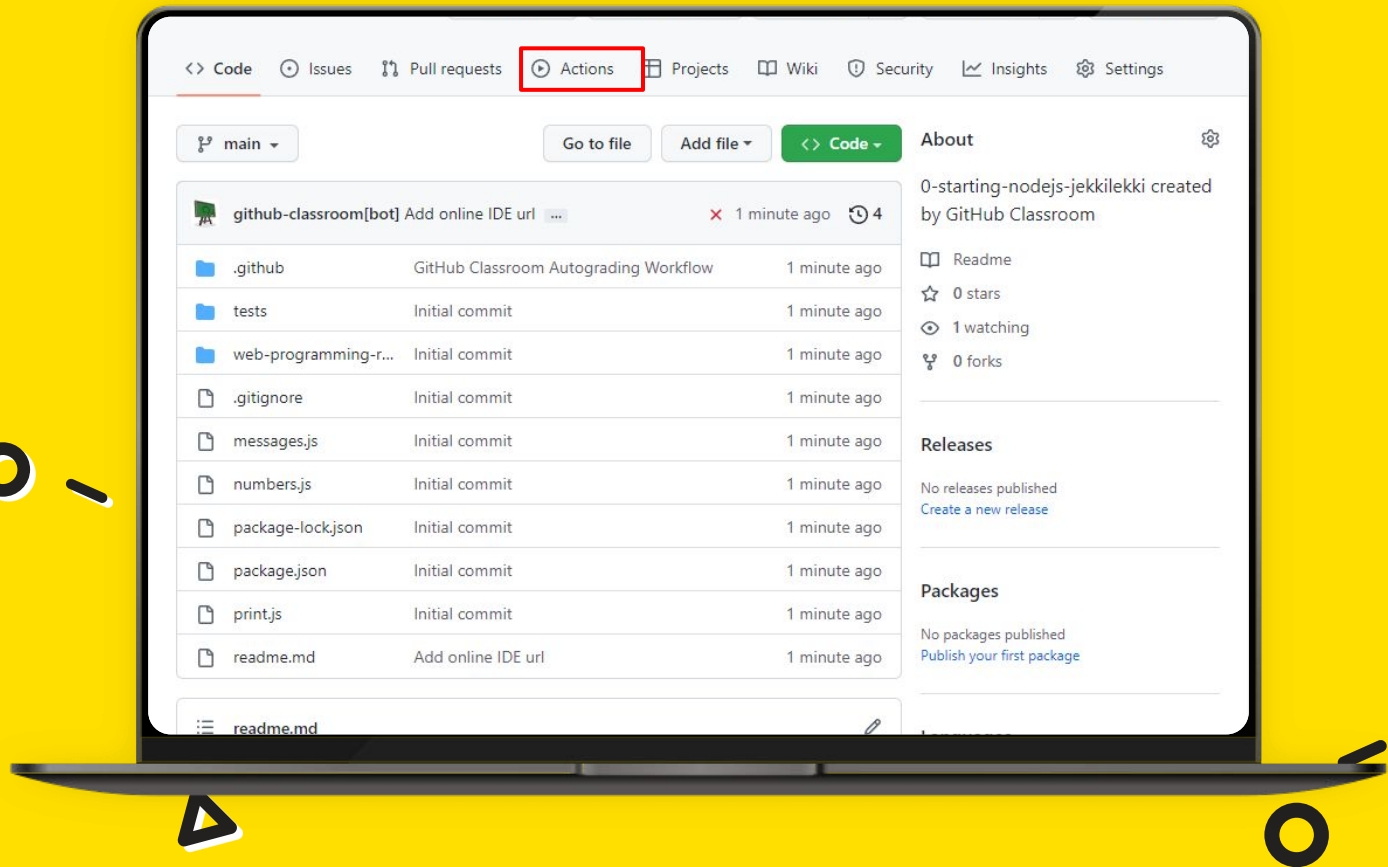 Code Issues Pull requests Actions Projects Wiki Security Insights Settings
main Go to file Add file Code
github-classroom[bot] Add online IDE url ... 1 minute ago 4
.github GitHub Classroom Autograding Workflow 1 minute ago
tests Initial commit 1 minute ago
web-programming-r... Initial commit 1 minute ago
.gitignore Initial commit 1 minute ago
messages.js Initial commit 1 minute ago
numbers.js Initial commit 1 minute ago
package-lock.json Initial commit 1 minute ago
package.json Initial commit 1 minute ago
print.js Initial commit 1 minute ago
readme.md Add online IDE url 1 minute ago
readme.md
About
0-starting-nodejs-jekkilekki created
by GitHub Classroom
Readme
0 stars
1 watching
0 forks
Releases
No releases published
Create a new release
Packages
No packages published
Publish your first package